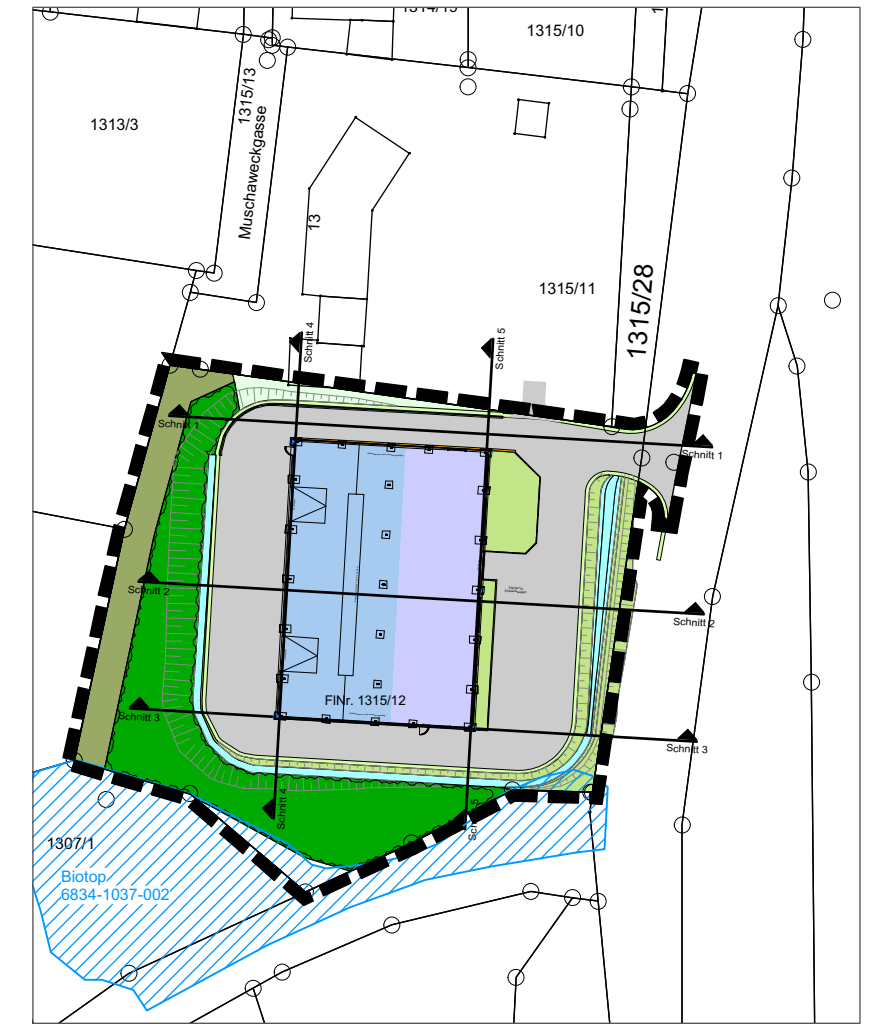 1315/10
1313/3
1315/13
Muschaweckgasse
13
1315/11
1315/28
Schnitt 4
Schnitt 5
Schnitt 1
Schnitt 1
Schnitt 2
Schnitt 2
FlNr. 1315/12
Schnitt 3
Schnitt 3
Schnitt 4
Schnitt 5
1307/1
Biotop
6834-1037-002